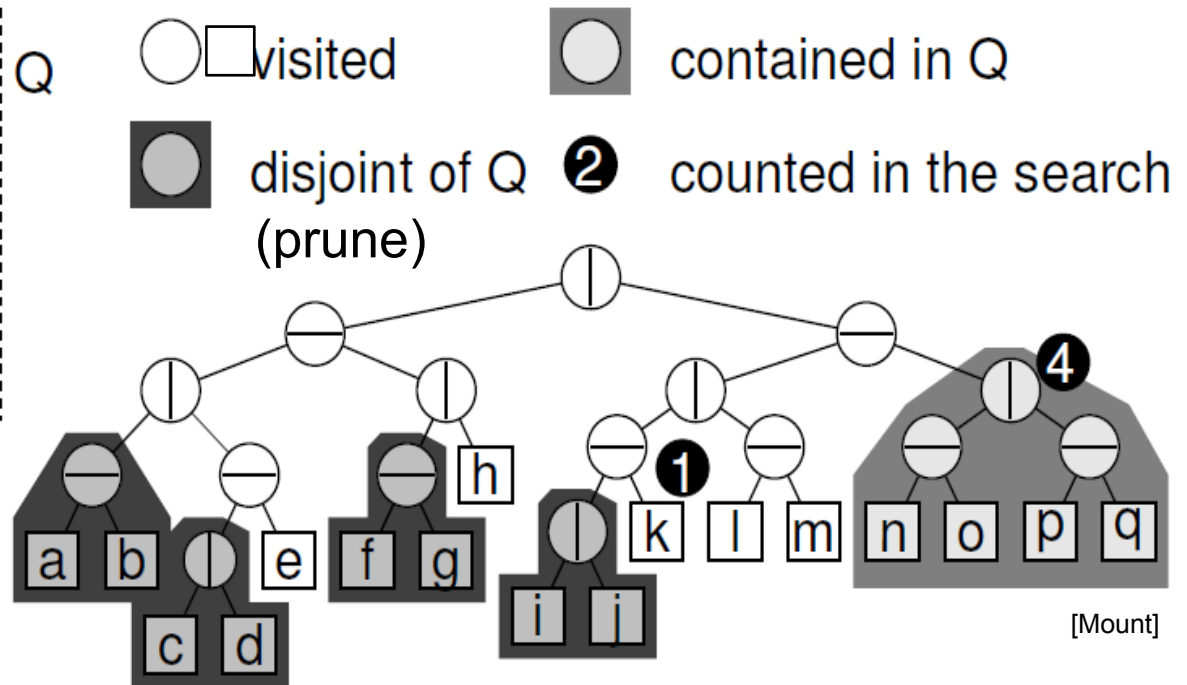 Q visited contained in Q
disjoint of Q 2 counted in the search
(prune)
4
h 1
a b e f g k l m n o p q
c d i j
[Mount]